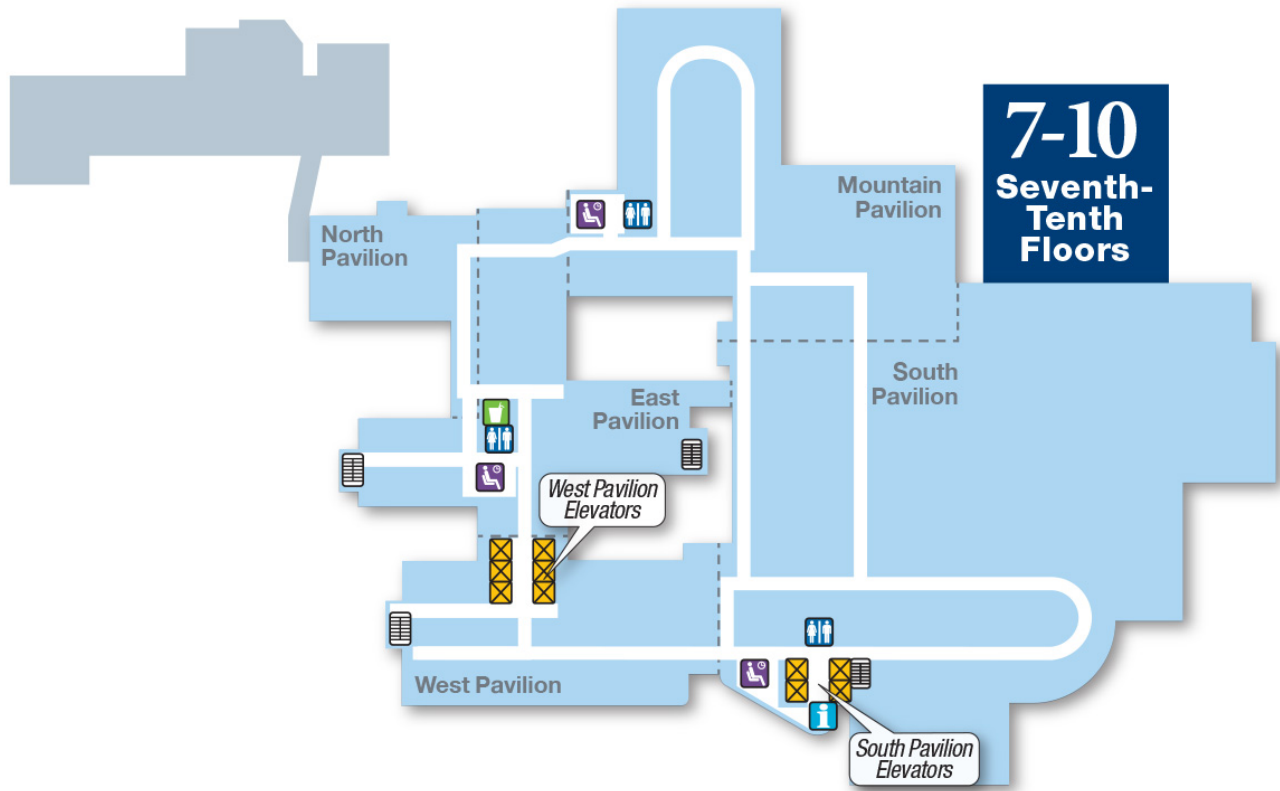 7-10
Seventh-
Tenth
Floors
Mountain
Pavilion
North
Pavilion
South
Pavilion
East
Pavilion
West Pavilion
Elevators
West Pavilion
South Pavilion
Elevators
i